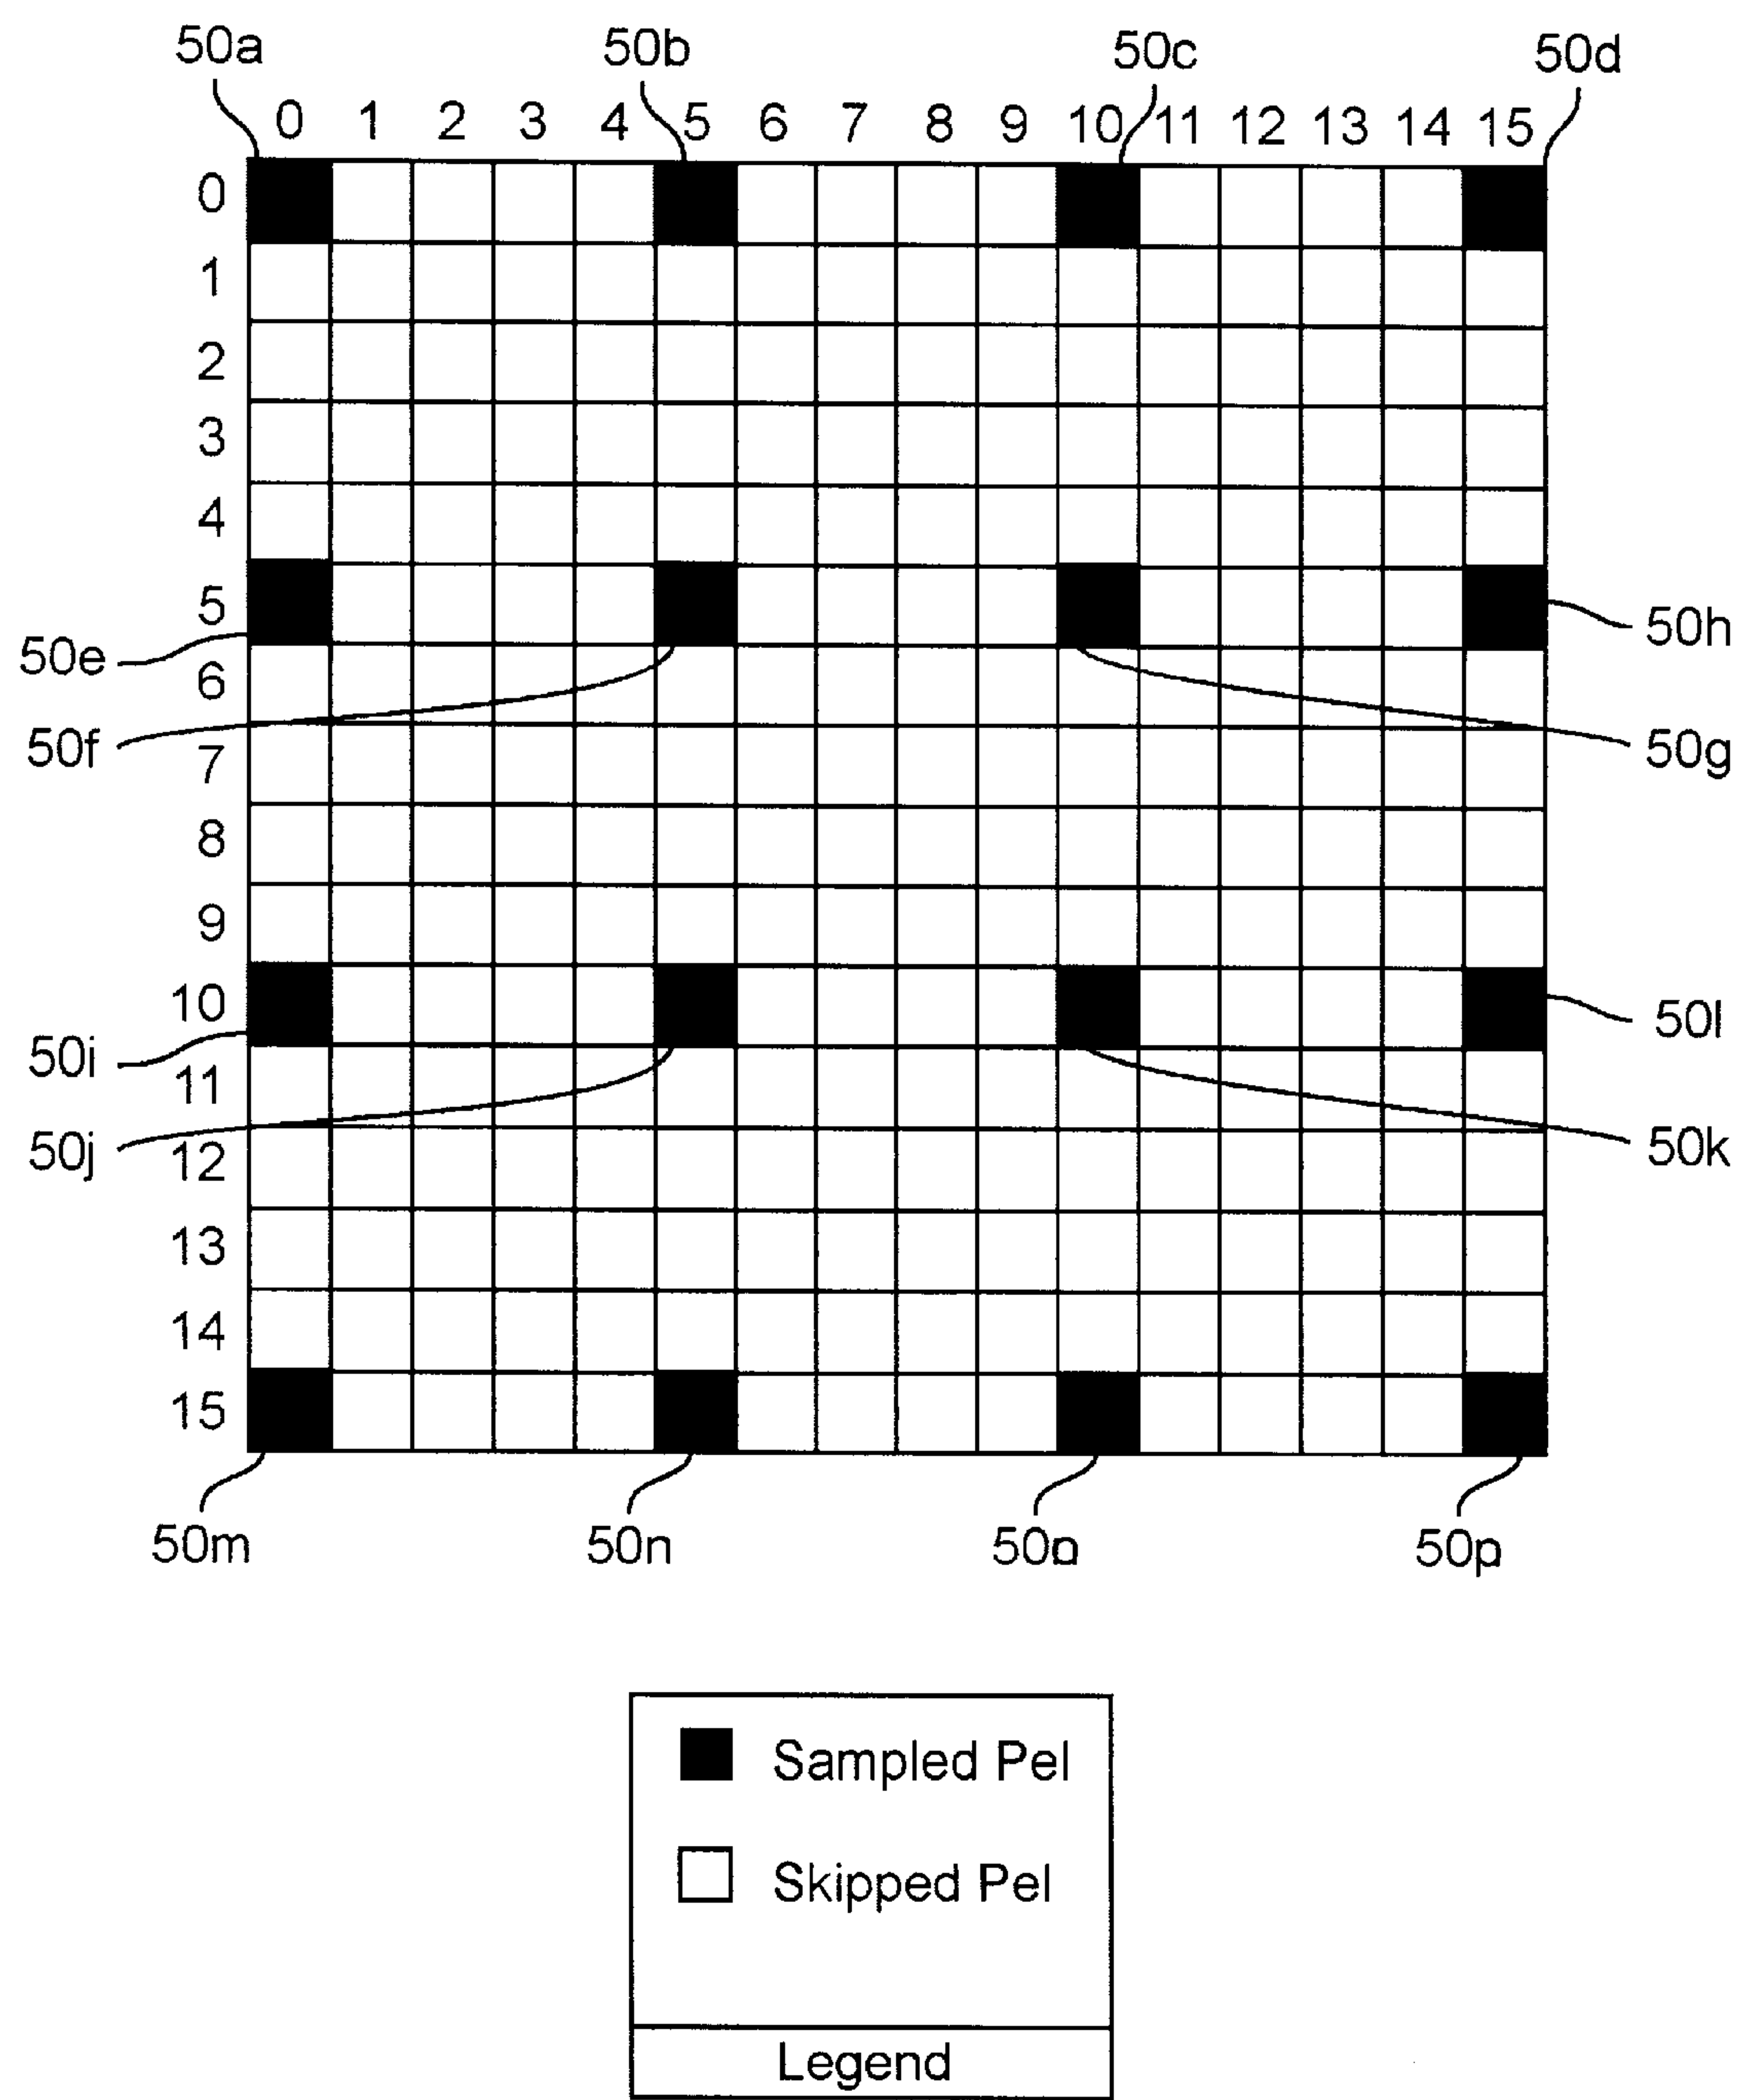 50a 50b 50c 50d
0 1 2 3 4 5 6 7 8 9 10 11 12 13 14 15
0
1
2
3
4
5
50h
50e
6
50f
7
50g
8
9
10
50l
50i
11
50j
12
50k
13
14
15
50m 50n 50o 50p
Sampled Pel
Skipped Pel
Legend